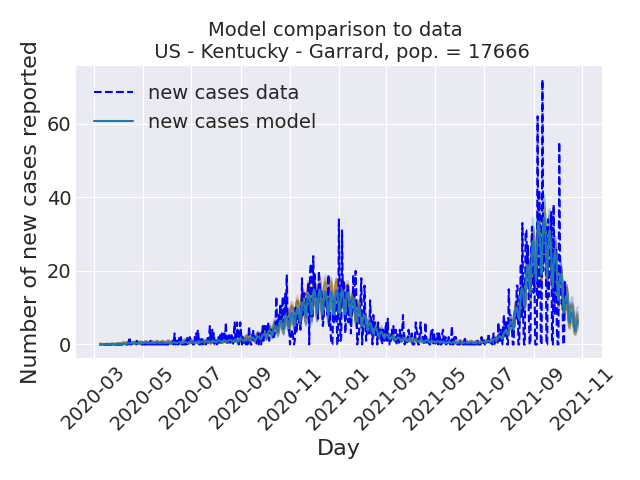 Model comparison to data
US - Kentucky - Garrard, pop. = 17666
new cases data
new cases model
Number of new cases reported
60
40
20
0
2020-03
2020-05
2020-07
2020-09
2020-11
2021-01
2021-03
2021-05
2021-07
2021-09
2021-11
Day